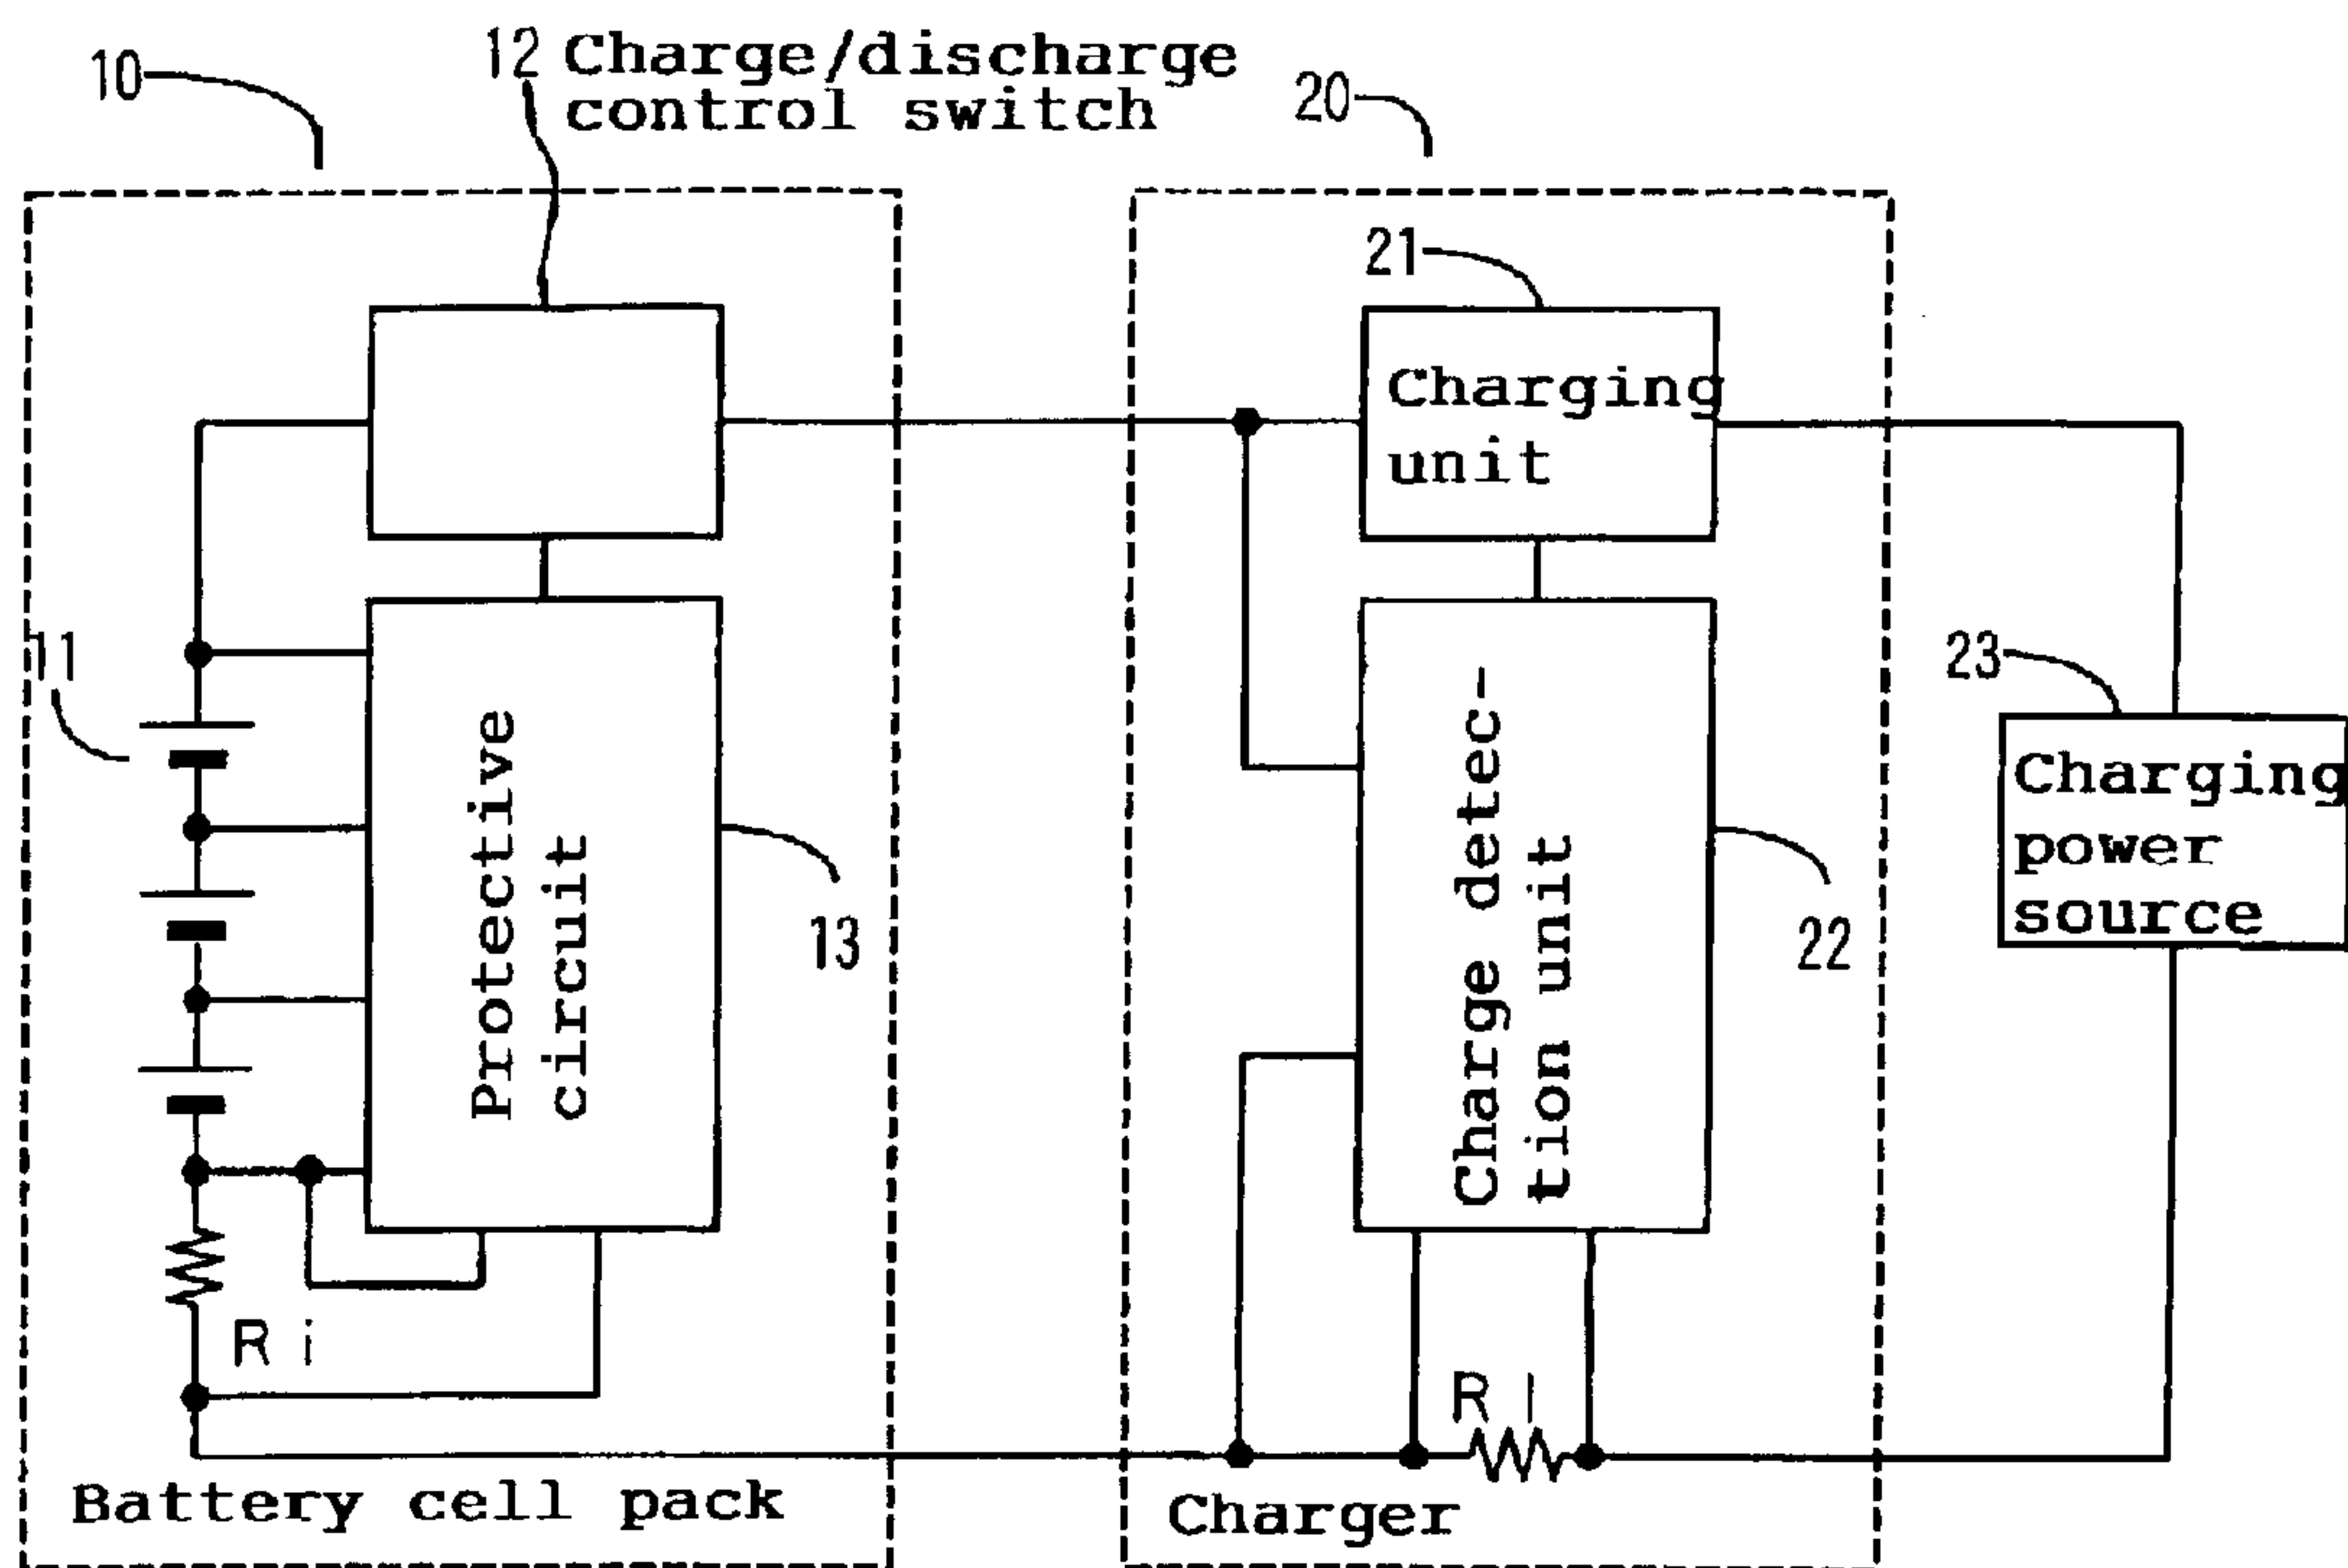 10
12 Charge/discharge
control switch
20
21
Charging
unit
11
Protective
circuit
13
Charge detec-
tion unit
22
23
Charging
power
source
R i
R I
Battery cell pack
Charger